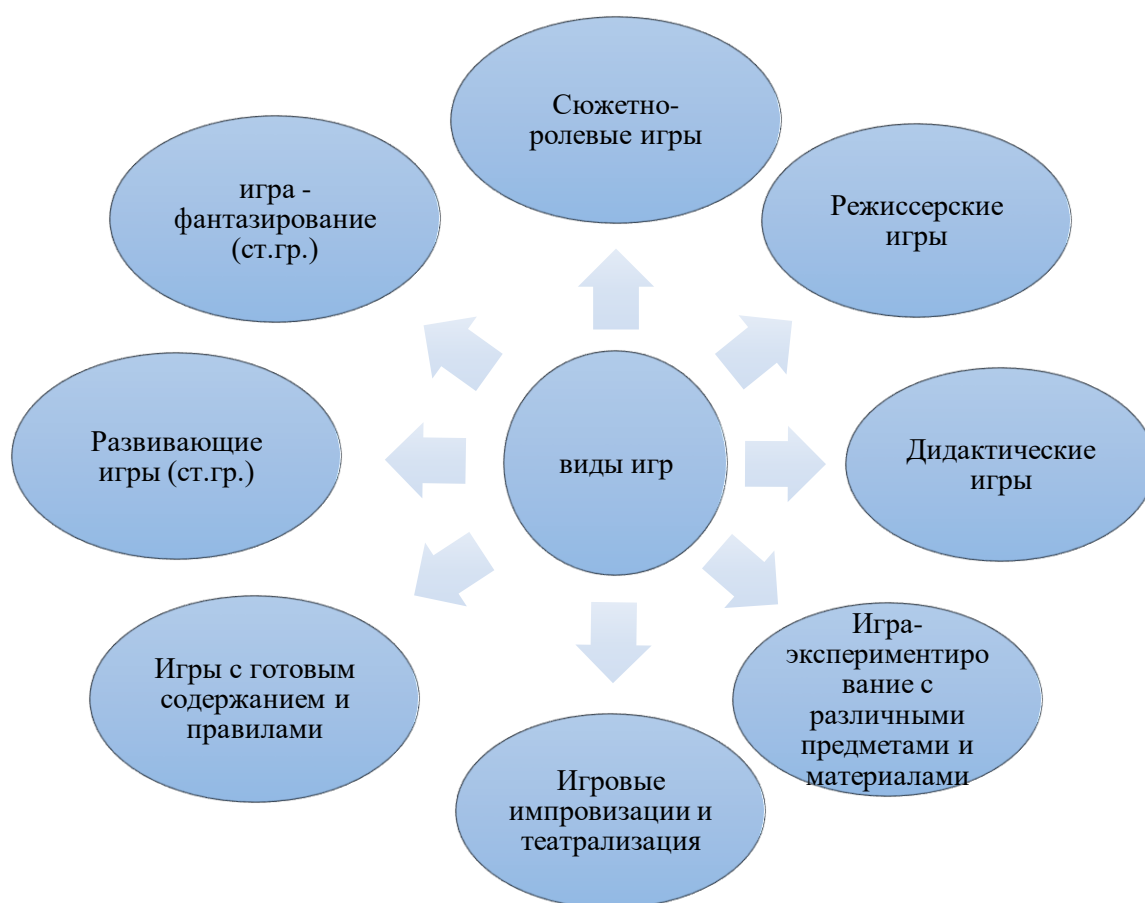 Сюжетно-
ролевые игры
Режиссерские
игры
Дидактические
игры
Игра-
экспериментиро
вание с
различными
предметами и
материалами
Игровые
импровизации и
театрализация
Игры с готовым
содержанием и
правилами
Развивающие
игры (ст.гр.)
игра -
фантазирование
(ст.гр.)
виды игр